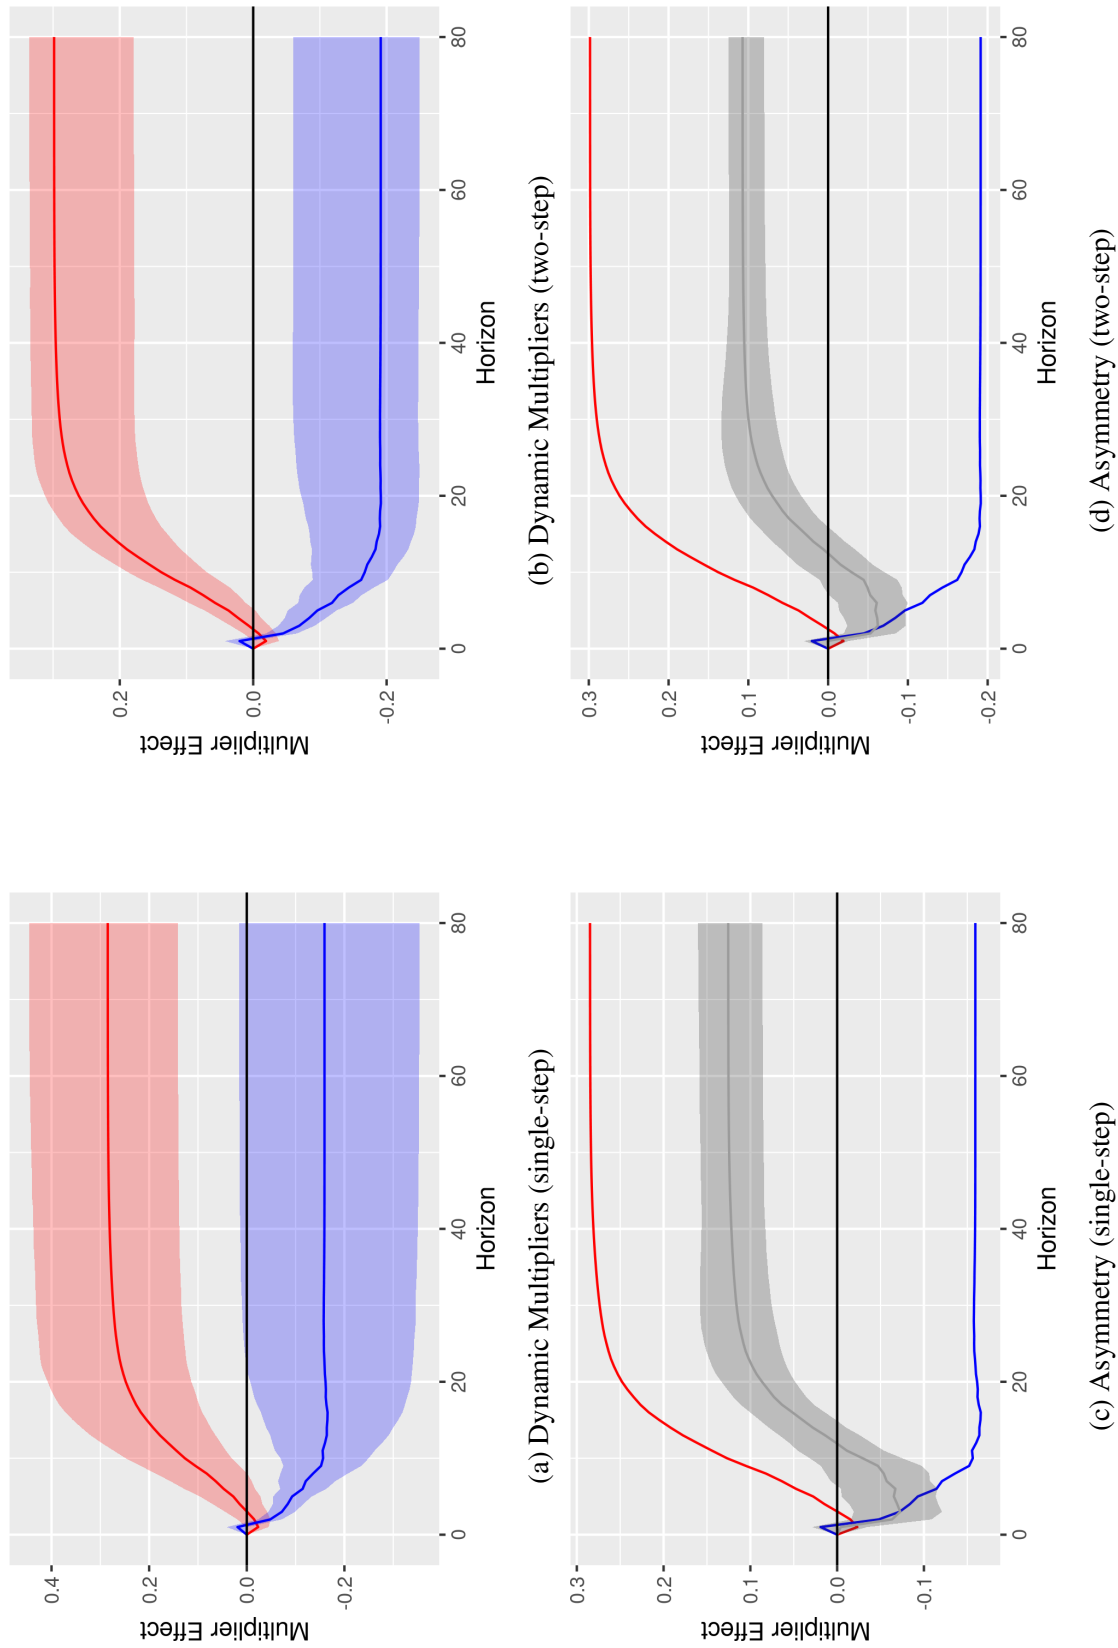 Multiplier Effect
0.4
0.2
0.0
-0.2
0 20 40 60 80
Horizon
(a) Dynamic Multipliers (single-step)
Multiplier Effect
0.2
0.0
-0.2
0 20 40 60 80
Horizon
(b) Dynamic Multipliers (two-step)
Multiplier Effect
0.3
0.2
0.1
0.0
-0.1
0 20 40 60 80
Horizon
(c) Asymmetry (single-step)
Multiplier Effect
0.3
0.2
0.1
0.0
-0.1
-0.2
0 20 40 60 80
Horizon
(d) Asymmetry (two-step)